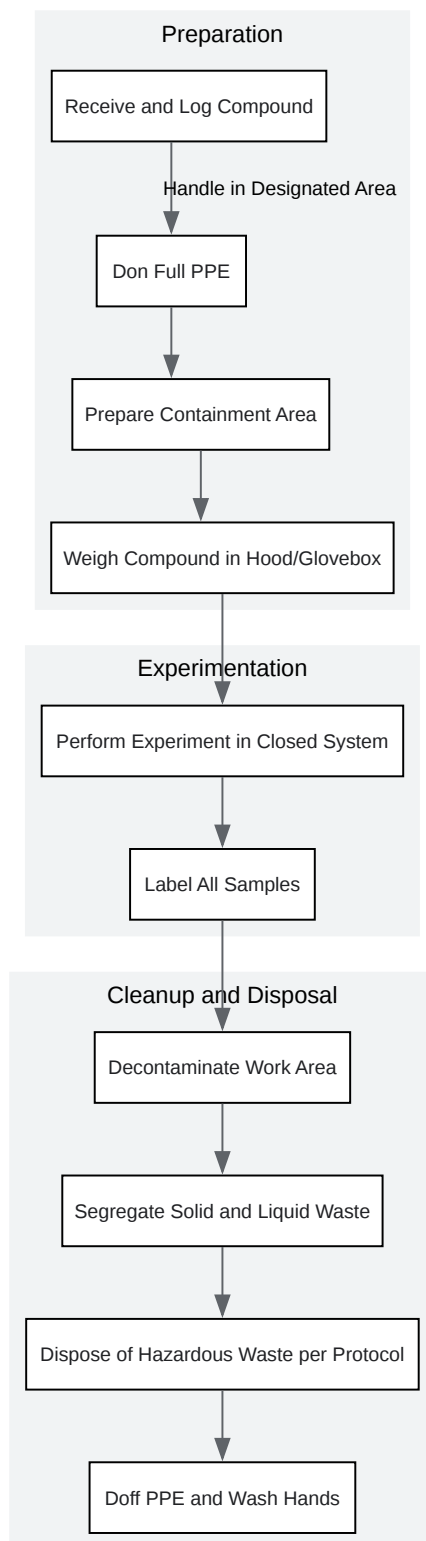 Preparation
Receive and Log Compound
Handle in Designated Area
Don Full PPE
Prepare Containment Area
Weigh Compound in Hood/Glovebox
Experimentation
Perform Experiment in Closed System
Label All Samples
Cleanup and Disposal
Decontaminate Work Area
Segregate Solid and Liquid Waste
Dispose of Hazardous Waste per Protocol
Doff PPE and Wash Hands